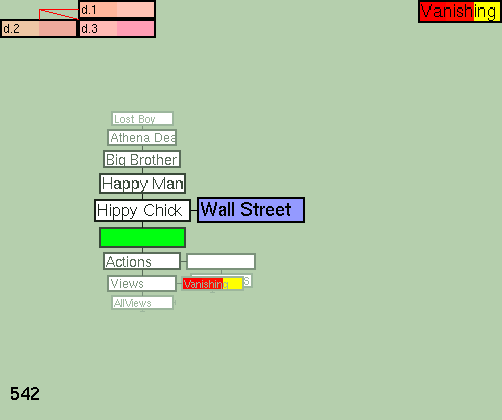 d.1
Vanishing
d.2
d.3
Lost Boy
Athena Dea
Big Brother
Happy Man
Hippy Chick
Wall Street
Actions
Views
Vanishing
S
AllViews
542